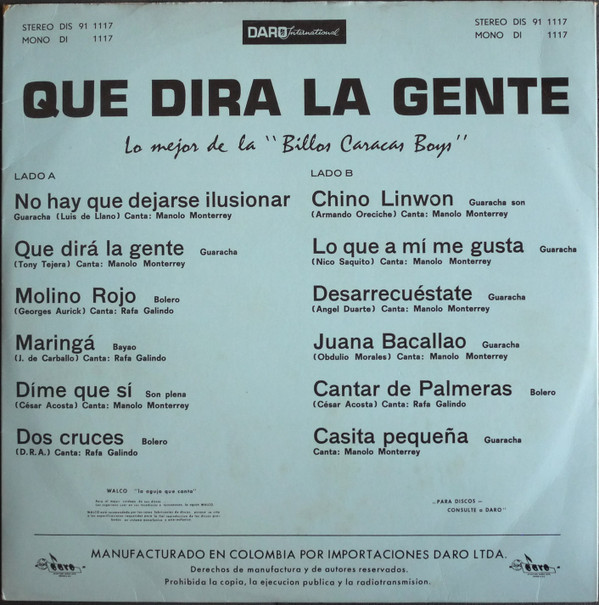 STEREO DIS 91 1117
MONO DI 1117
DARO International
STEREO DIS 91 1117
MONO DI 1117
QUE DIRA LA GENTE
Lo mejor de la "Billos Caracas Boys"
LADO A
No hay que dejarse ilusionar
Guaracha (Luis de Llano) Canta: Manolo Monterrey
Que dirá la gente Guaracha
(Tony Tejera) Canta: Manolo Monterrey
Molino Rojo Bolero
(Georges Aurick) Canta: Rafa Galindo
Maringá Bayao
(J. de Carballo) Canta: Rafa Galindo
Díme que sí Son plena
(César Acosta) Canta: Manolo Monterrey
Dos cruces Bolero
(D.R.A.) Canta: Rafa Galindo
LADO B
Chino Linwon Guaracha son
(Armando Oreciche) Canta: Manolo Monterrey
Lo que a mí me gusta Guaracha
(Nico Saquito) Canta: Manolo Monterrey
Desarrecuéstate Guaracha
(Angel Duarte) Canta: Manolo Monterrey
Juana Bacallao Guaracha
(Obdulio Morales) Canta: Manolo Monterrey
Cantar de Palmeras Bolero
(César Acosta) Canta: Rafa Galindo
Casita pequeña Guaracha
Canta: Manolo Monterrey
WALCO "la aguja que canta"
„PARA DISCOS —
CONSULTE a DARO"
MANUFACTURADO EN COLOMBIA POR IMPORTACIONES DARO LTDA.
Derechos de manufactura y de autores reservados.
Prohibida la copia, la ejecucion publica y la radiotransmision.
daro
daro